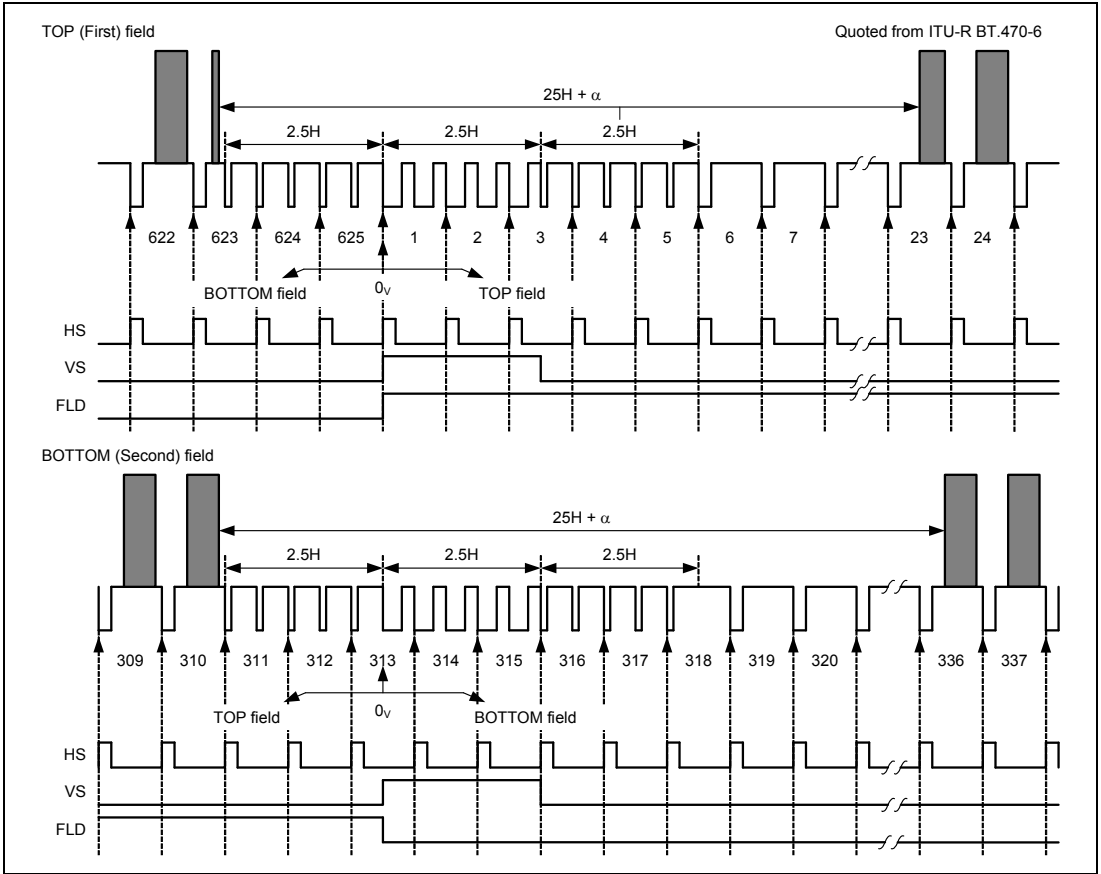 TOP (First) field Quoted from ITU-R BT.470-6
25H + α
2.5H 2.5H 2.5H
622 623 624 625 1 2 3 4 5 6 7 23 24
BOTTOM field 0V TOP field
HS
VS
FLD
BOTTOM (Second) field
25H + α
2.5H 2.5H 2.5H
309 310 311 312 313 314 315 316 317 318 319 320 336 337
TOP field 0V BOTTOM field
HS
VS
FLD